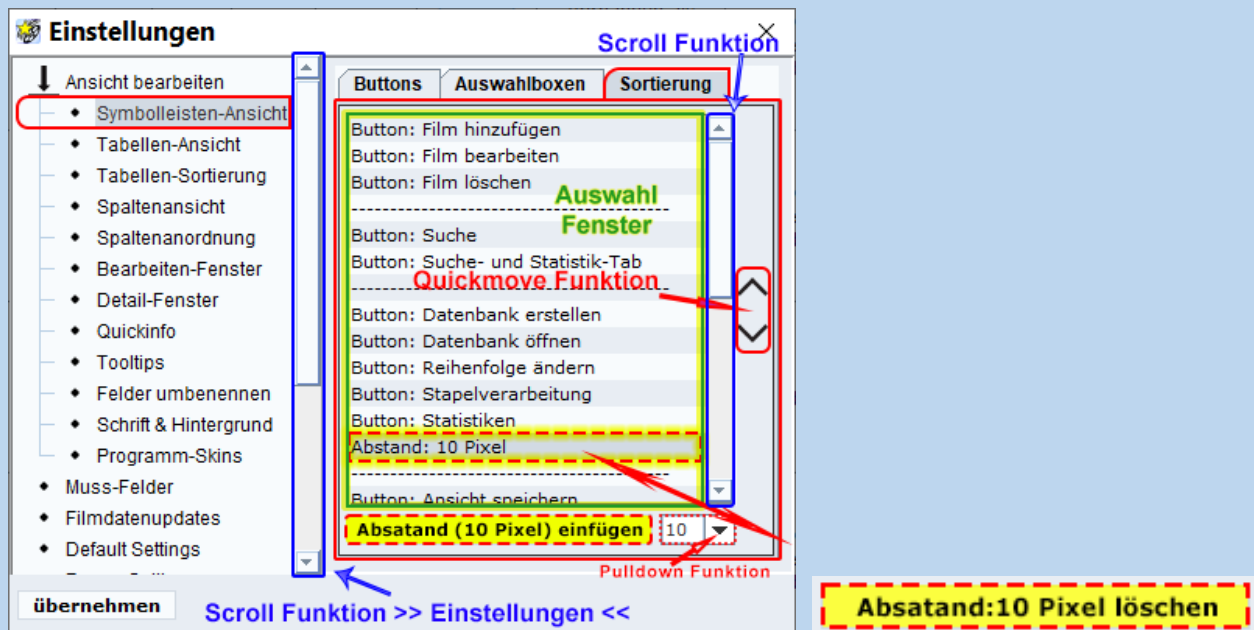 Einstellungen
Scroll Funktion
Ansicht bearbeiten
Symbolleisten-Ansicht
Tabellen-Ansicht
Tabellen-Sortierung
Spaltenansicht
Spaltenanordnung
Bearbeiten-Fenster
Detail-Fenster
Quickinfo
Tooltips
Felder umbenennen
Schrift & Hintergrund
Programm-Skins
Muss-Felder
Filmdatenupdates
Default Settings
übernehmen
Buttons Auswahlboxen Sortierung
Button: Film hinzufügen
Button: Film bearbeiten
Button: Film löschen
-----------------------------------------
Auswahl
Fenster
Button: Suche
Button: Suche- und Statistik-Tab
-----------------------------------------
Quickmove Funktion
Button: Datenbank erstellen
Button: Datenbank öffnen
Button: Reihenfolge ändern
Button: Stapelverarbeitung
Button: Statistiken
Abstand: 10 Pixel
-----------------------------------------
Button: Ansicht speichern
Absatand (10 Pixel) einfügen 10
Pulldown Funktion
Scroll Funktion >> Einstellungen <<
Absatand:10 Pixel löschen